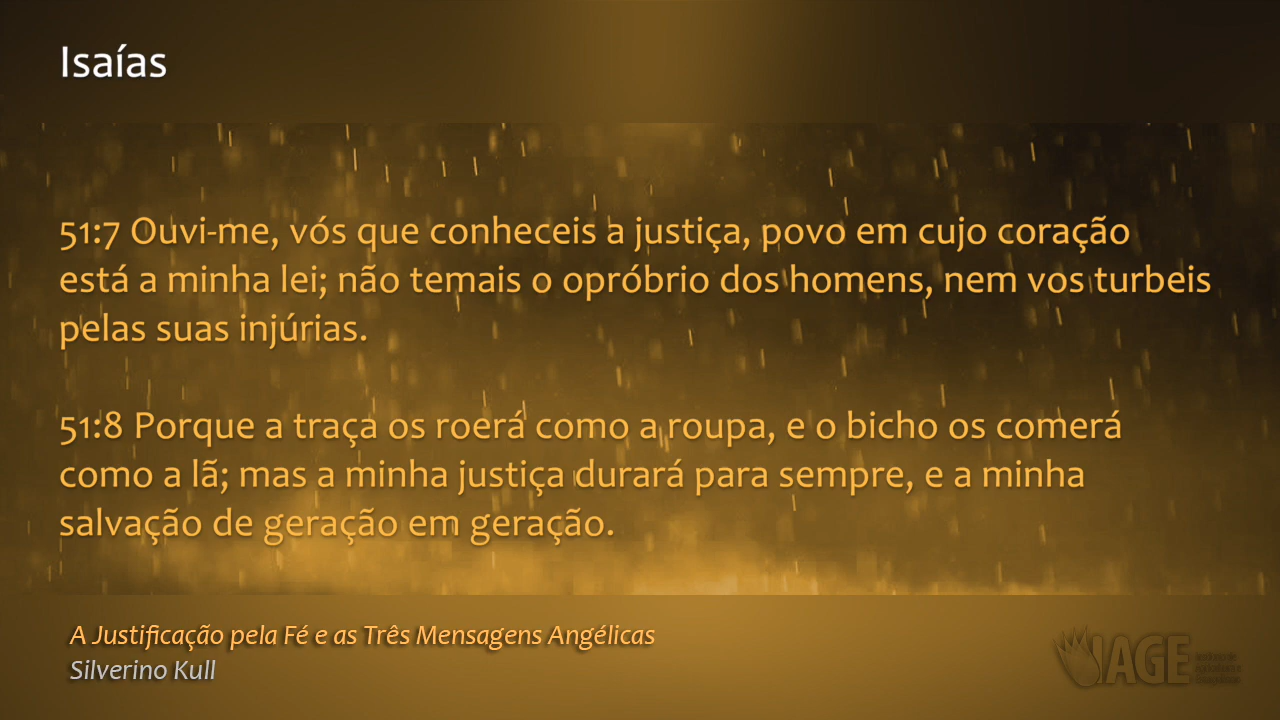 Isaías
51:7 Ouvi-me, vós que conheceis a justiça, povo em cujo coração
está a minha lei; não temais o opróbrio dos homens, nem vos turbeis
pelas suas injúrias.
51:8 Porque a traça os roerá como a roupa, e o bicho os comerá
como a lã; mas a minha justiça durará para sempre, e a minha
salvação de geração em geração.
A Justificação pela Fé e as Três Mensagens Angélicas
Silverino Kull
IAGE